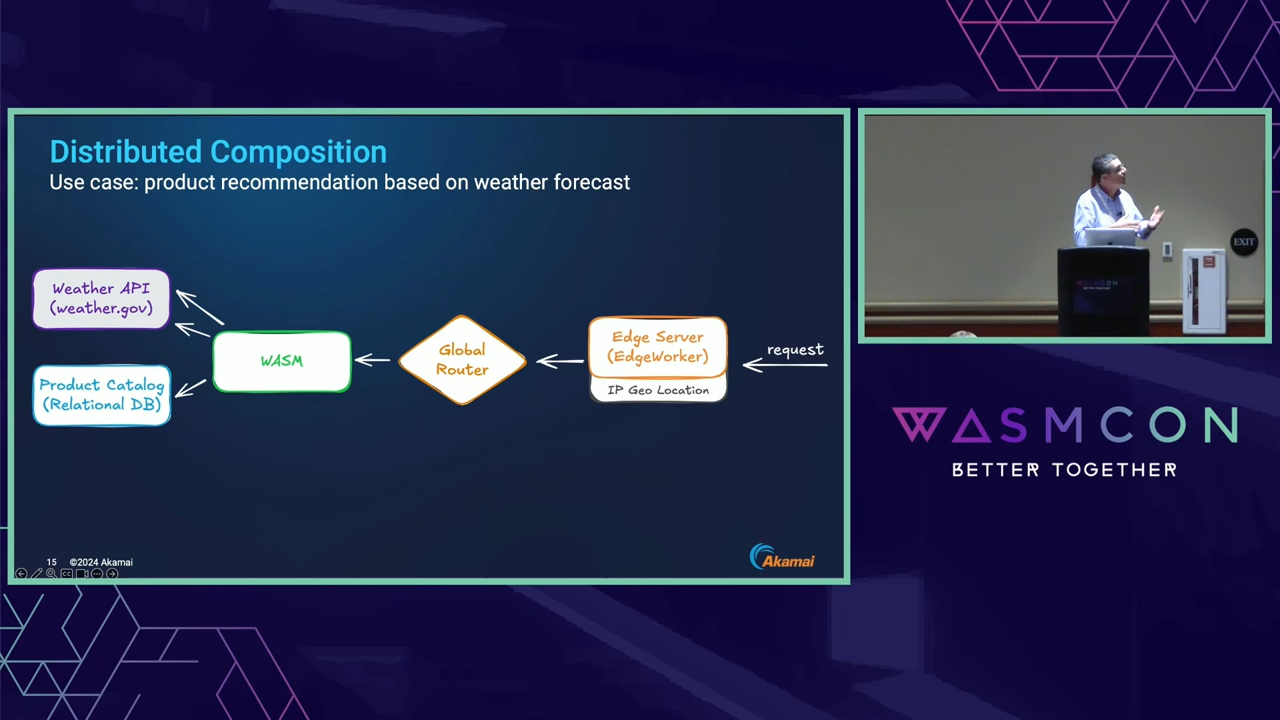 Distributed Composition
Use case: product recommendation based on weather forecast
Weather API
(weather.gov)
Product Catalog
(Relational DB)
WASM
Global
Router
Edge Server
(EdgeWorker)
IP Geo Location
request
15 ©2024 Akamai
Akamai
EXIT
WASMCON
WASMCON
BETTER TOGETHER